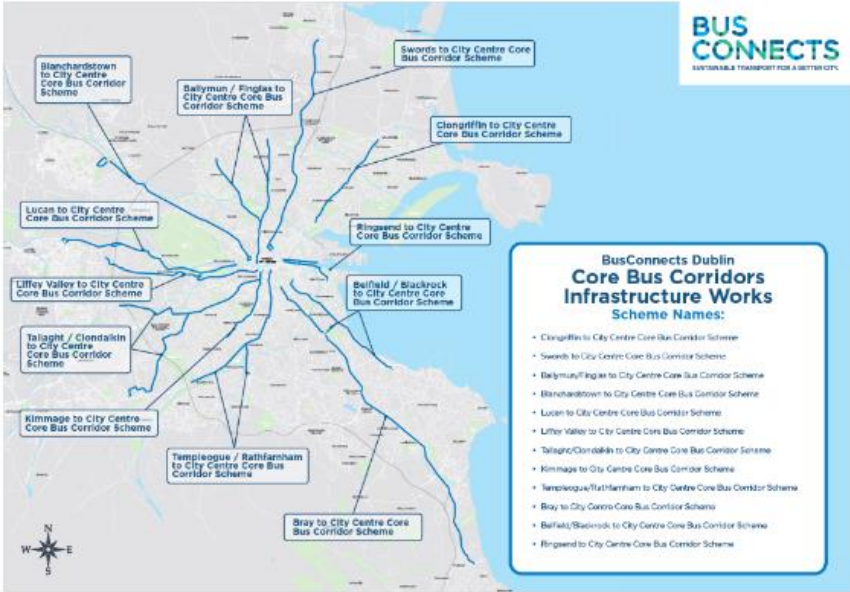 BUS
CONNECTS
SUSTAINABLE TRANSPORT FOR A BETTER CITY
Swords to City Centre Core
Bus Corridor Scheme
Blanchardstown
to City Centre
Core Bus Corridor
Scheme
Ballymun / Finglas to
City Centre Core Bus
Corridor Scheme
Clongriffin to City Centre
Core Bus Corridor Scheme
Lucan to City Centre
Core Bus Corridor Scheme
Ringsend to City Centre
Core Bus Corridor Scheme
Liffey Valley to City Centre
Core Bus Corridor Scheme
Belfield / Blackrock
to City Centre Core
Bus Corridor Scheme
Tallaght / Clondalkin
to City Centre
Core Bus Corridor
Scheme
Kimmage to City Centre
Core Bus Corridor Scheme
Templeogue / Rathfarnham
to City Centre Core Bus
Corridor Scheme
Bray to City Centre Core
Bus Corridor Scheme
N
W E
S
BusConnects Dublin
Core Bus Corridors
Infrastructure Works
Scheme Names:
• Clongriffin to City Centre Core Bus Corridor Scheme
• Swords to City Centre Core Bus Corridor Scheme
• Ballymun/Finglas to City Centre Core Bus Corridor Scheme
• Blanchardstown to City Centre Core Bus Corridor Scheme
• Lucan to City Centre Core Bus Corridor Scheme
• Liffey Valley to City Centre Core Bus Corridor Scheme
• Tallaght/Clondalkin to City Centre Core Bus Corridor Scheme
• Kimmage to City Centre Core Bus Corridor Scheme
• Templeogue/Rathfarnham to City Centre Core Bus Corridor Scheme
• Bray to City Centre Core Bus Corridor Scheme
• Belfield/Blackrock to City Centre Core Bus Corridor Scheme
• Ringsend to City Centre Core Bus Corridor Scheme